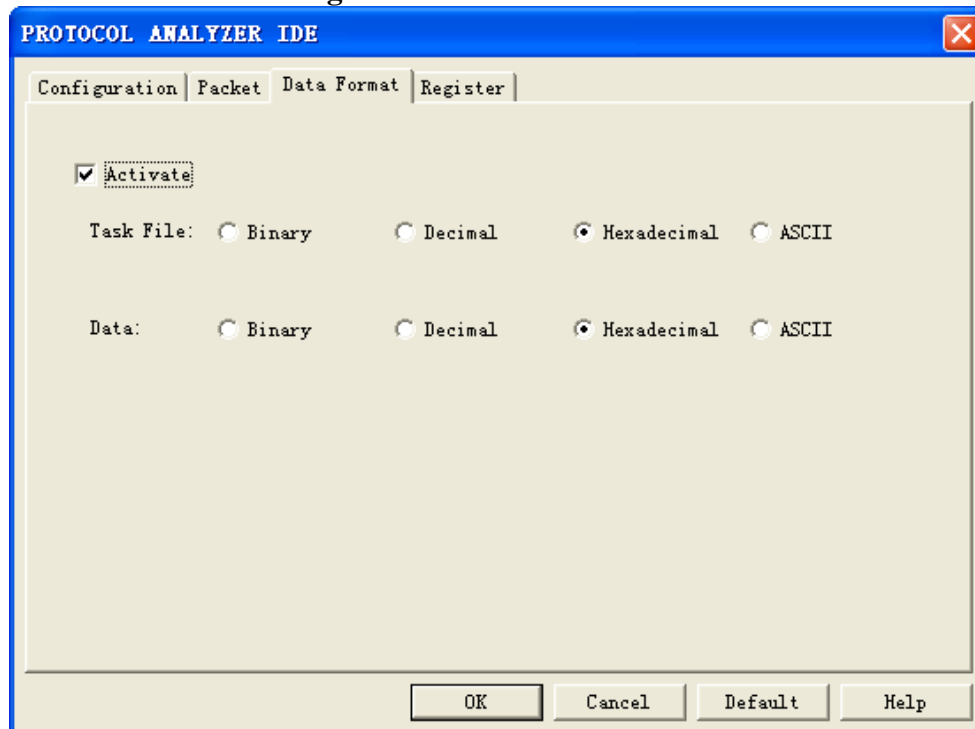 PROTOCOL ANALYZER IDE
Configuration Packet Data Format Register
Activate
Task File: Binary Decimal Hexadecimal ASCII
Data: Binary Decimal Hexadecimal ASCII
OK Cancel Default Help